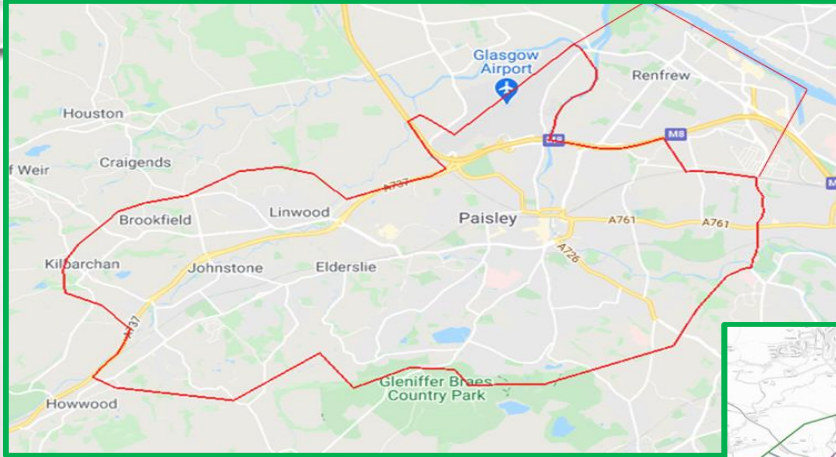 Glasgow
Airport
Renfrew
Houston
M8
M8
Craigends
A737
Linwood
Paisley
Brookfield
A761
A761
Kilbarchan
Johnstone
Elderslie
A726
A737
Gleniffer Braes
Country Park
Howwood